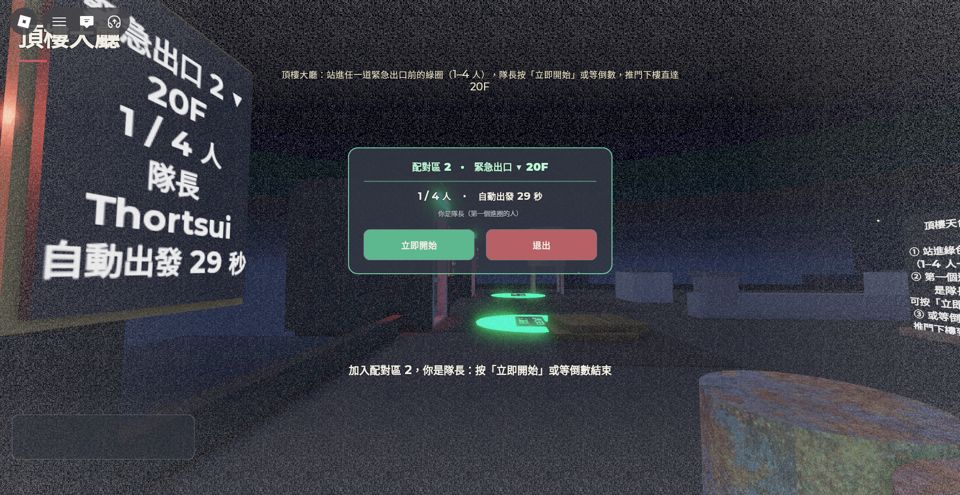 頂樓大廳
緊急出口 2 ▼
20F
1 / 4 人
隊長
Thortsui
自動出發 29 秒
頂樓大廳：站進任一道緊急出口前的綠圈（1–4 人），隊長按「立即開始」或等倒數，推門下樓直達
20F
配對區 2 • 緊急出口 ▼ 20F
1 / 4 人 • 自動出發 29 秒
你是隊長（第一個進圈的人）
立即開始
退出
加入配對區 2，你是隊長：按「立即開始」或等倒數結束
頂樓天
① 站進綠
（1–4 人
② 第一個
是隊
可按「立
③ 或等倒
推門下樓